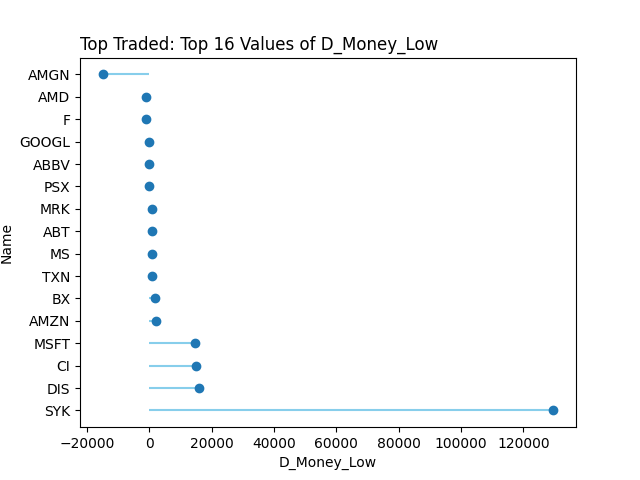 Top Traded: Top 16 Values of D_Money_Low
AMGN
AMD
F
GOOGL
ABBV
PSX
MRK
ABT
MS
TXN
BX
AMZN
MSFT
CI
DIS
SYK
Name
−20000 0 20000 40000 60000 80000 100000 120000
D_Money_Low